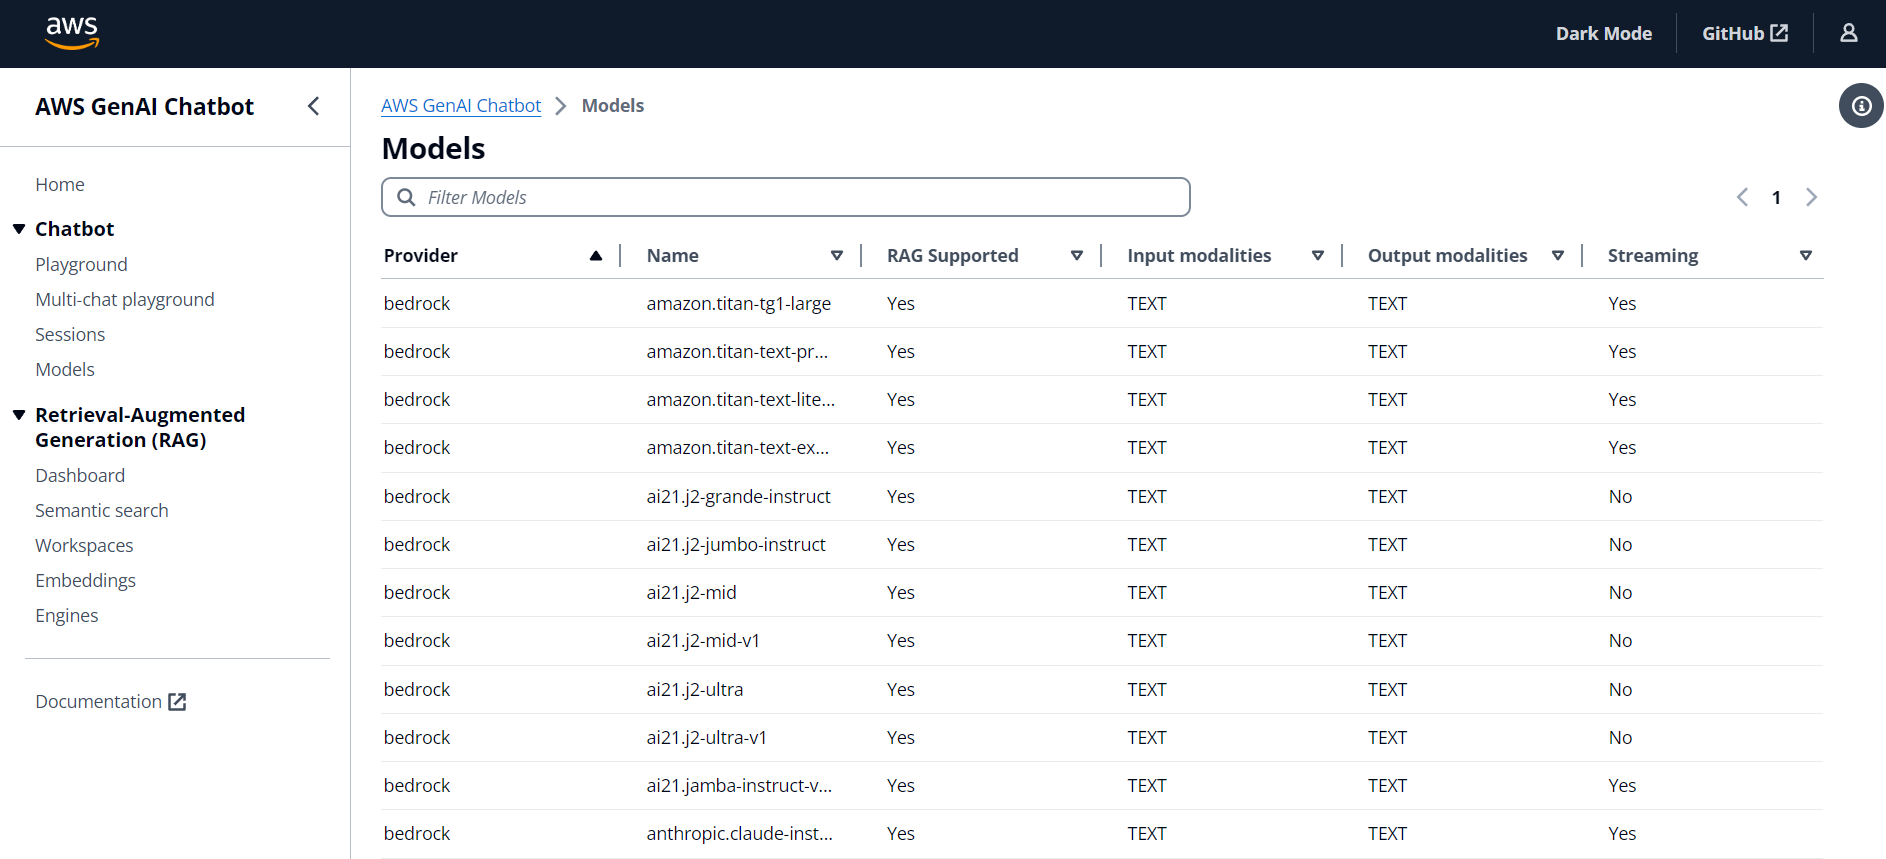 aws
Dark Mode
GitHub
AWS GenAI Chatbot
Home
Chatbot
Playground
Multi-chat playground
Sessions
Models
Retrieval-Augmented
Generation (RAG)
Dashboard
Semantic search
Workspaces
Embeddings
Engines
Documentation
AWS GenAI Chatbot > Models
Models
Filter Models
1
Provider Name RAG Supported Input modalities Output modalities Streaming
bedrock amazon.titan-tg1-large Yes TEXT TEXT Yes
bedrock amazon.titan-text-pr... Yes TEXT TEXT Yes
bedrock amazon.titan-text-lite... Yes TEXT TEXT Yes
bedrock amazon.titan-text-ex... Yes TEXT TEXT Yes
bedrock ai21.j2-grande-instruct Yes TEXT TEXT No
bedrock ai21.j2-jumbo-instruct Yes TEXT TEXT No
bedrock ai21.j2-mid Yes TEXT TEXT No
bedrock ai21.j2-mid-v1 Yes TEXT TEXT No
bedrock ai21.j2-ultra Yes TEXT TEXT No
bedrock ai21.j2-ultra-v1 Yes TEXT TEXT No
bedrock ai21.jamba-instruct-v... Yes TEXT TEXT Yes
bedrock anthropic.claude-inst... Yes TEXT TEXT Yes